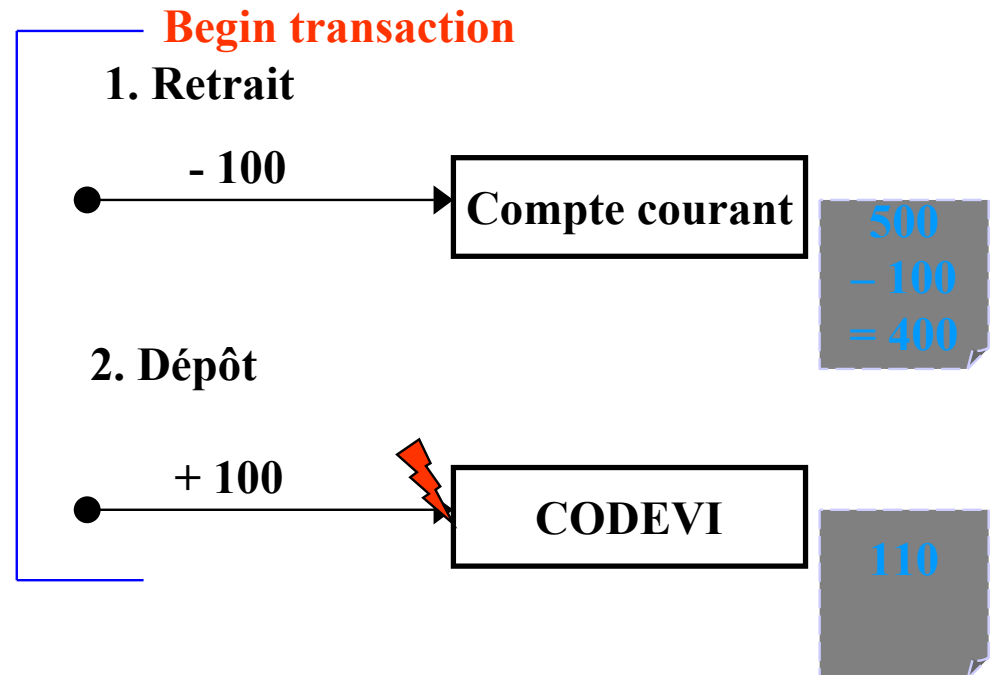 Begin transaction
1. Retrait
- 100
Compte courant
500
– 100
= 400
2. Dépôt
+ 100
CODEVI
110